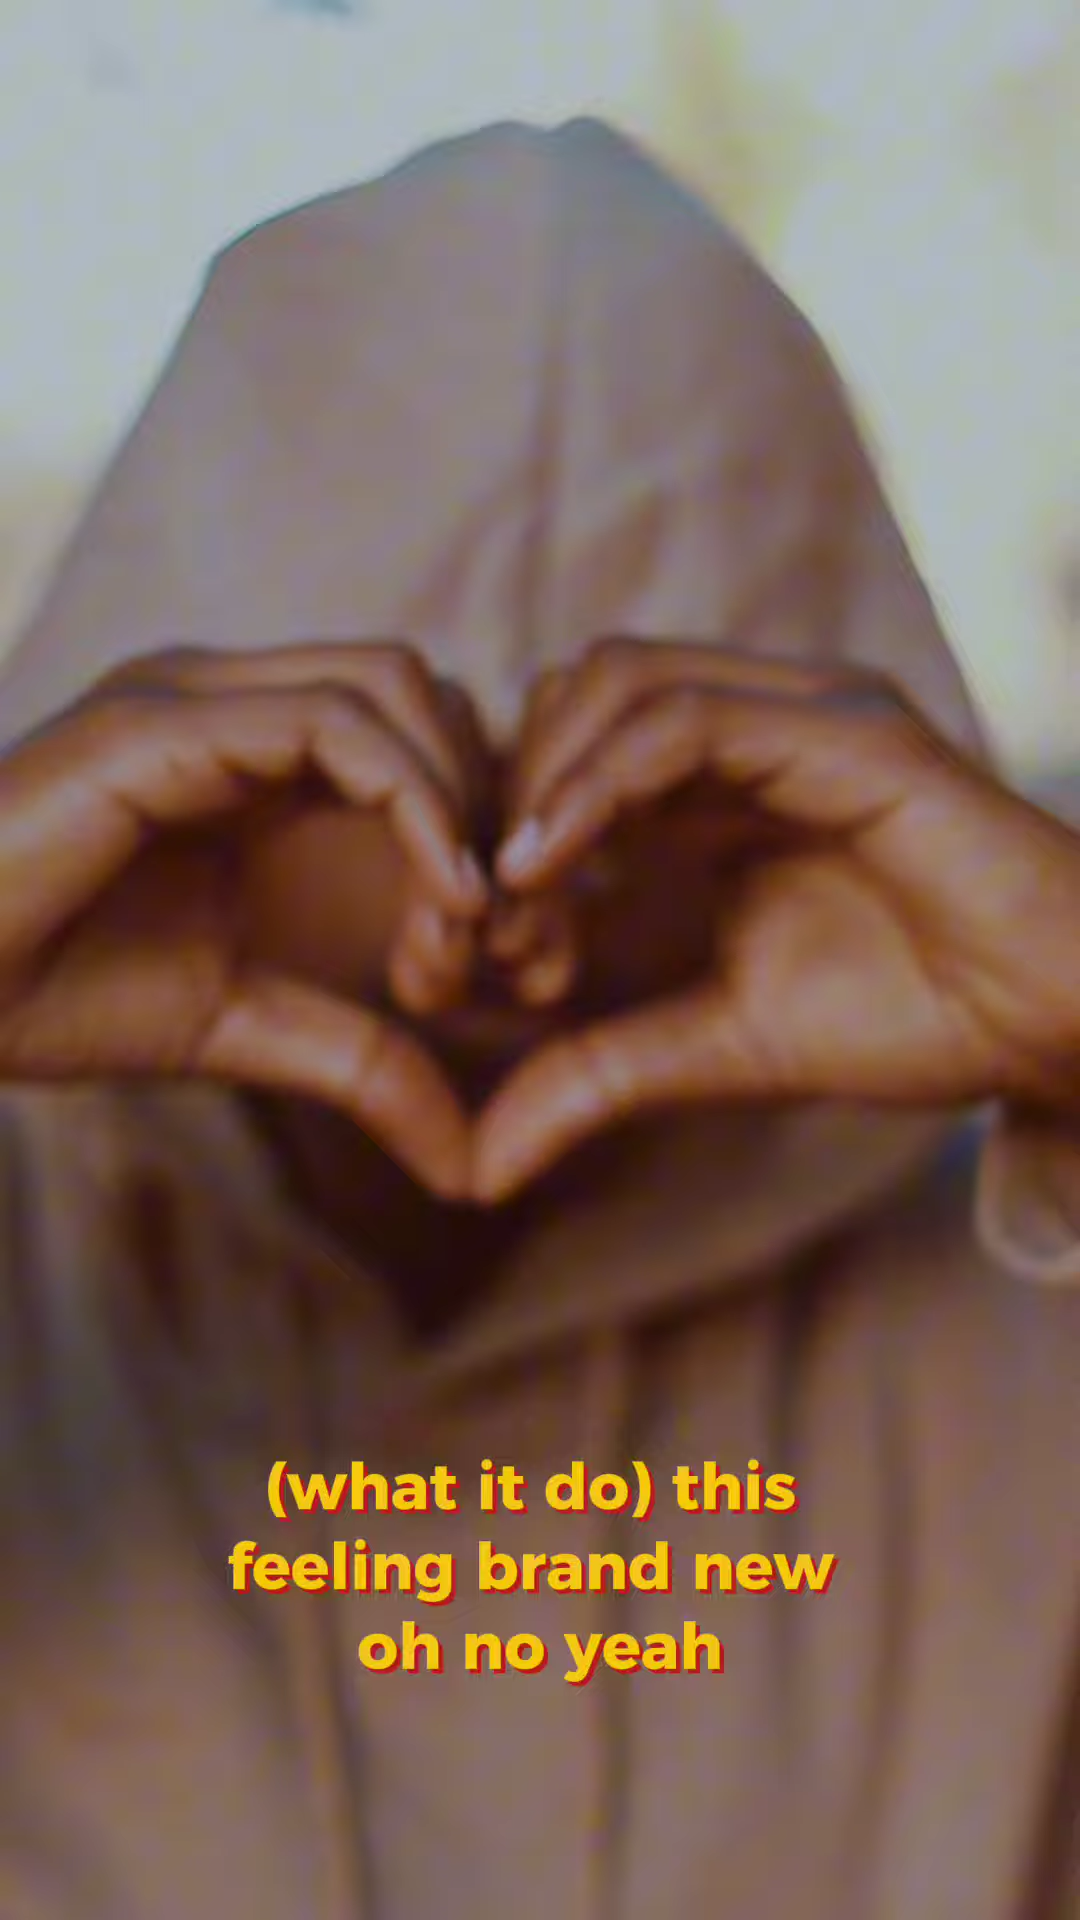 (what it do) this
feeling brand new
oh no yeah